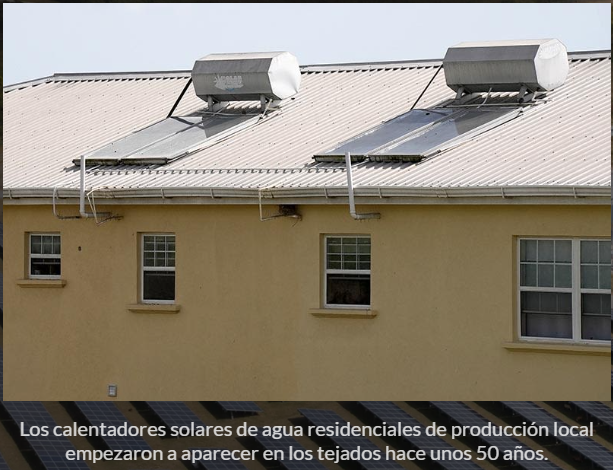 Los calentadores solares de agua residenciales de producción local
empezaron a aparecer en los tejados hace unos 50 años.